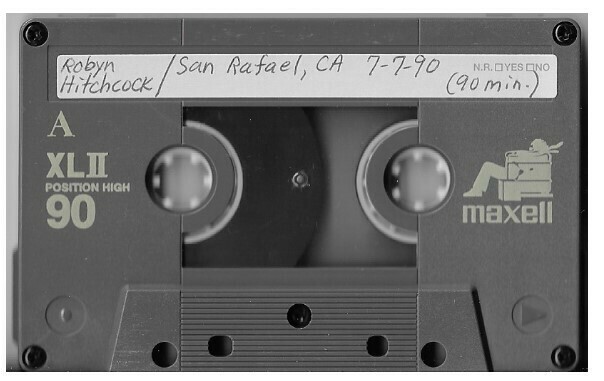 Robyn
Hitchcock / San Rafael, CA 7-7-90
N.R. □YES □NO
(90 min.)
A
XLII
POSITION HIGH
90
maxell